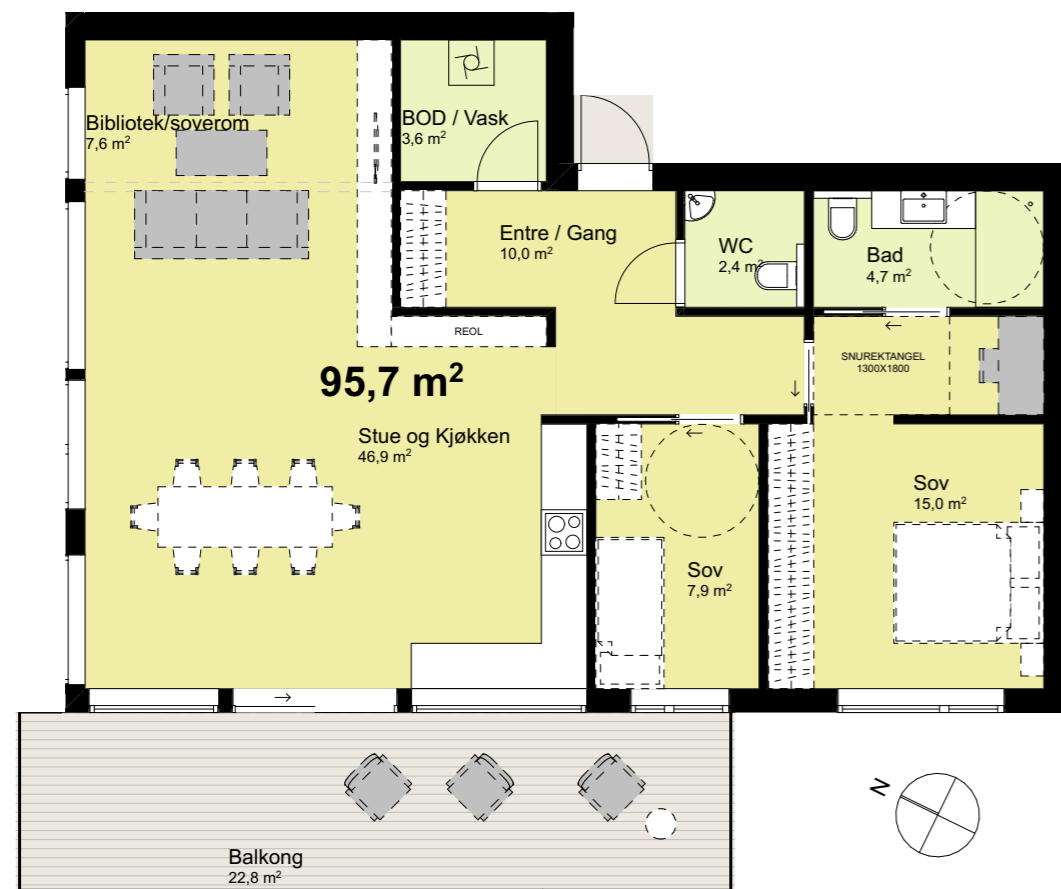 Bibliotek/soverom
7,6 m²
BOD / Vask
3,6 m²
Entre / Gang
10,0 m²
WC
2,4 m²
Bad
4,7 m²
REOL
SNUREKTANGEL
1300X1800
95,7 m²
Stue og Kjøkken
46,9 m²
Sov
7,9 m²
Sov
15,0 m²
N
Balkong
22,8 m²